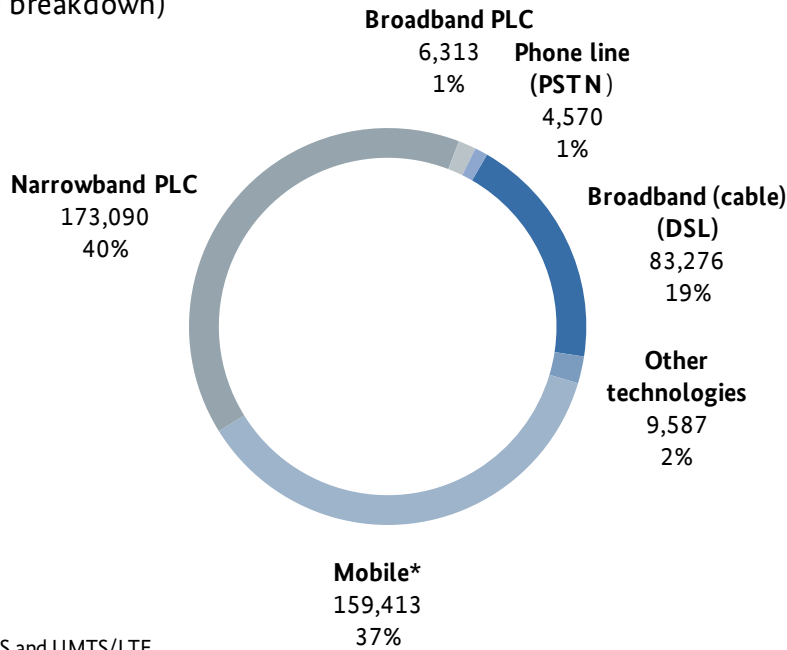 breakdown)
Broadband PLC
6,313
1%
Phone line
(PSTN)
4,570
1%
Narrowband PLC
173,090
40%
Broadband (cable)
(DSL)
83,276
19%
Other
technologies
9,587
2%
Mobile*
159,413
37%
S and UMTS/LTE